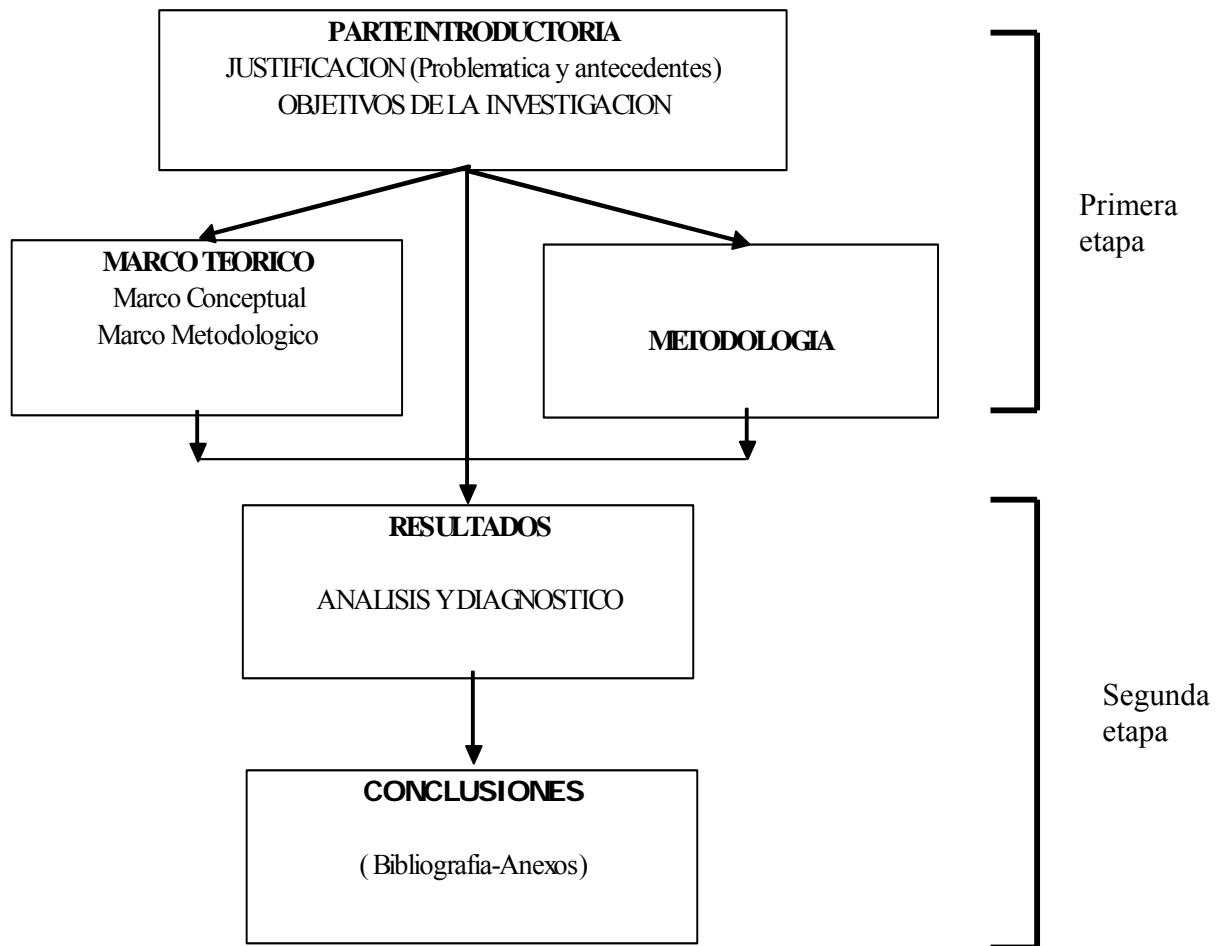 PARTE INTRODUCTORIA
JUSTIFICACION (Problematica y antecedentes)
OBJETIVOS DE LA INVESTIGACION
Primera
etapa
MARCO TEORICO
Marco Conceptual
Marco Metodologico
METODOLOGIA
RESULTADOS
ANALISIS Y DIAGNOSTICO
Segunda
etapa
CONCLUSIONES
( Bibliografia-Anexos)